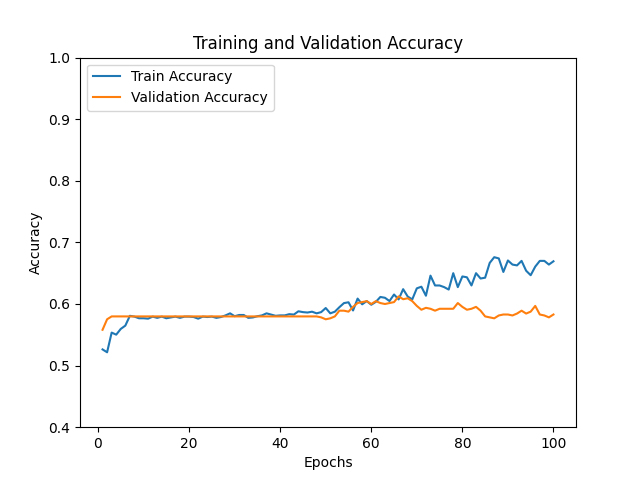 Training and Validation Accuracy
1.0
Train Accuracy
Validation Accuracy
0.9
0.8
0.7
0.6
0.5
0.4
Accuracy
0 20 40 60 80 100
Epochs